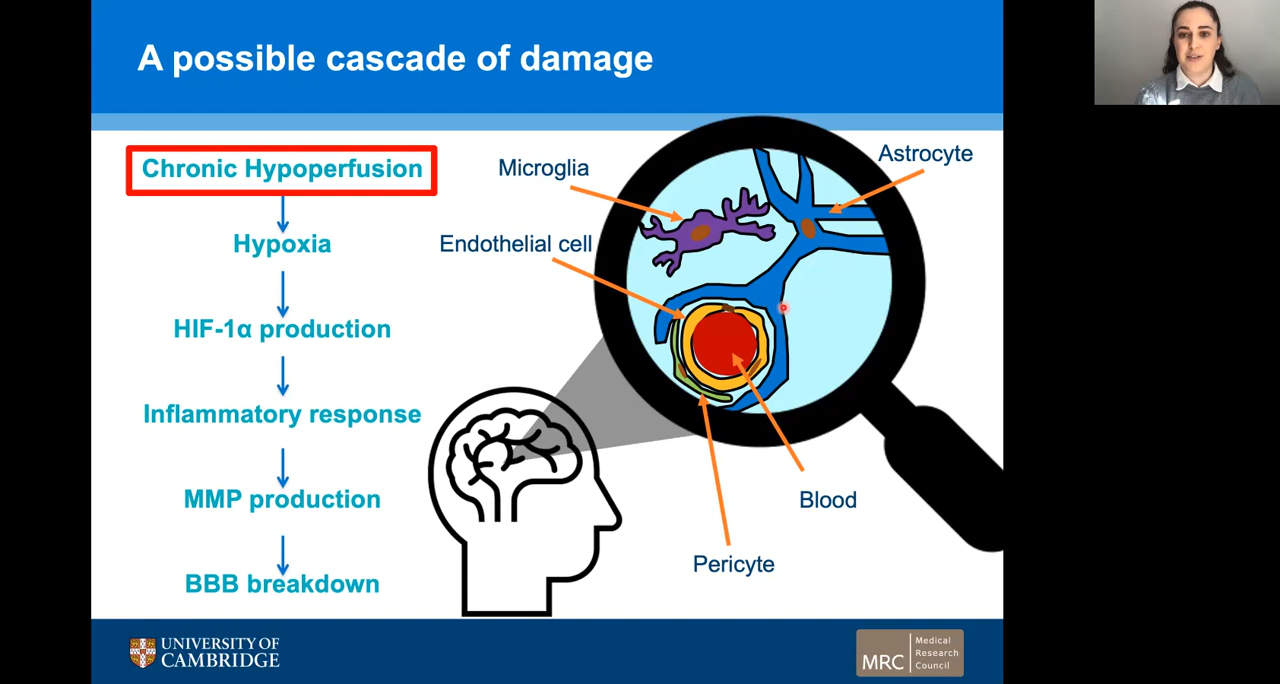 A possible cascade of damage
Chronic Hypoperfusion
Hypoxia
HIF-1α production
Inflammatory response
MMP production
BBB breakdown
Microglia
Astrocyte
Endothelial cell
Blood
Pericyte
UNIVERSITY OF
CAMBRIDGE
MRC
Medical
Research
Council